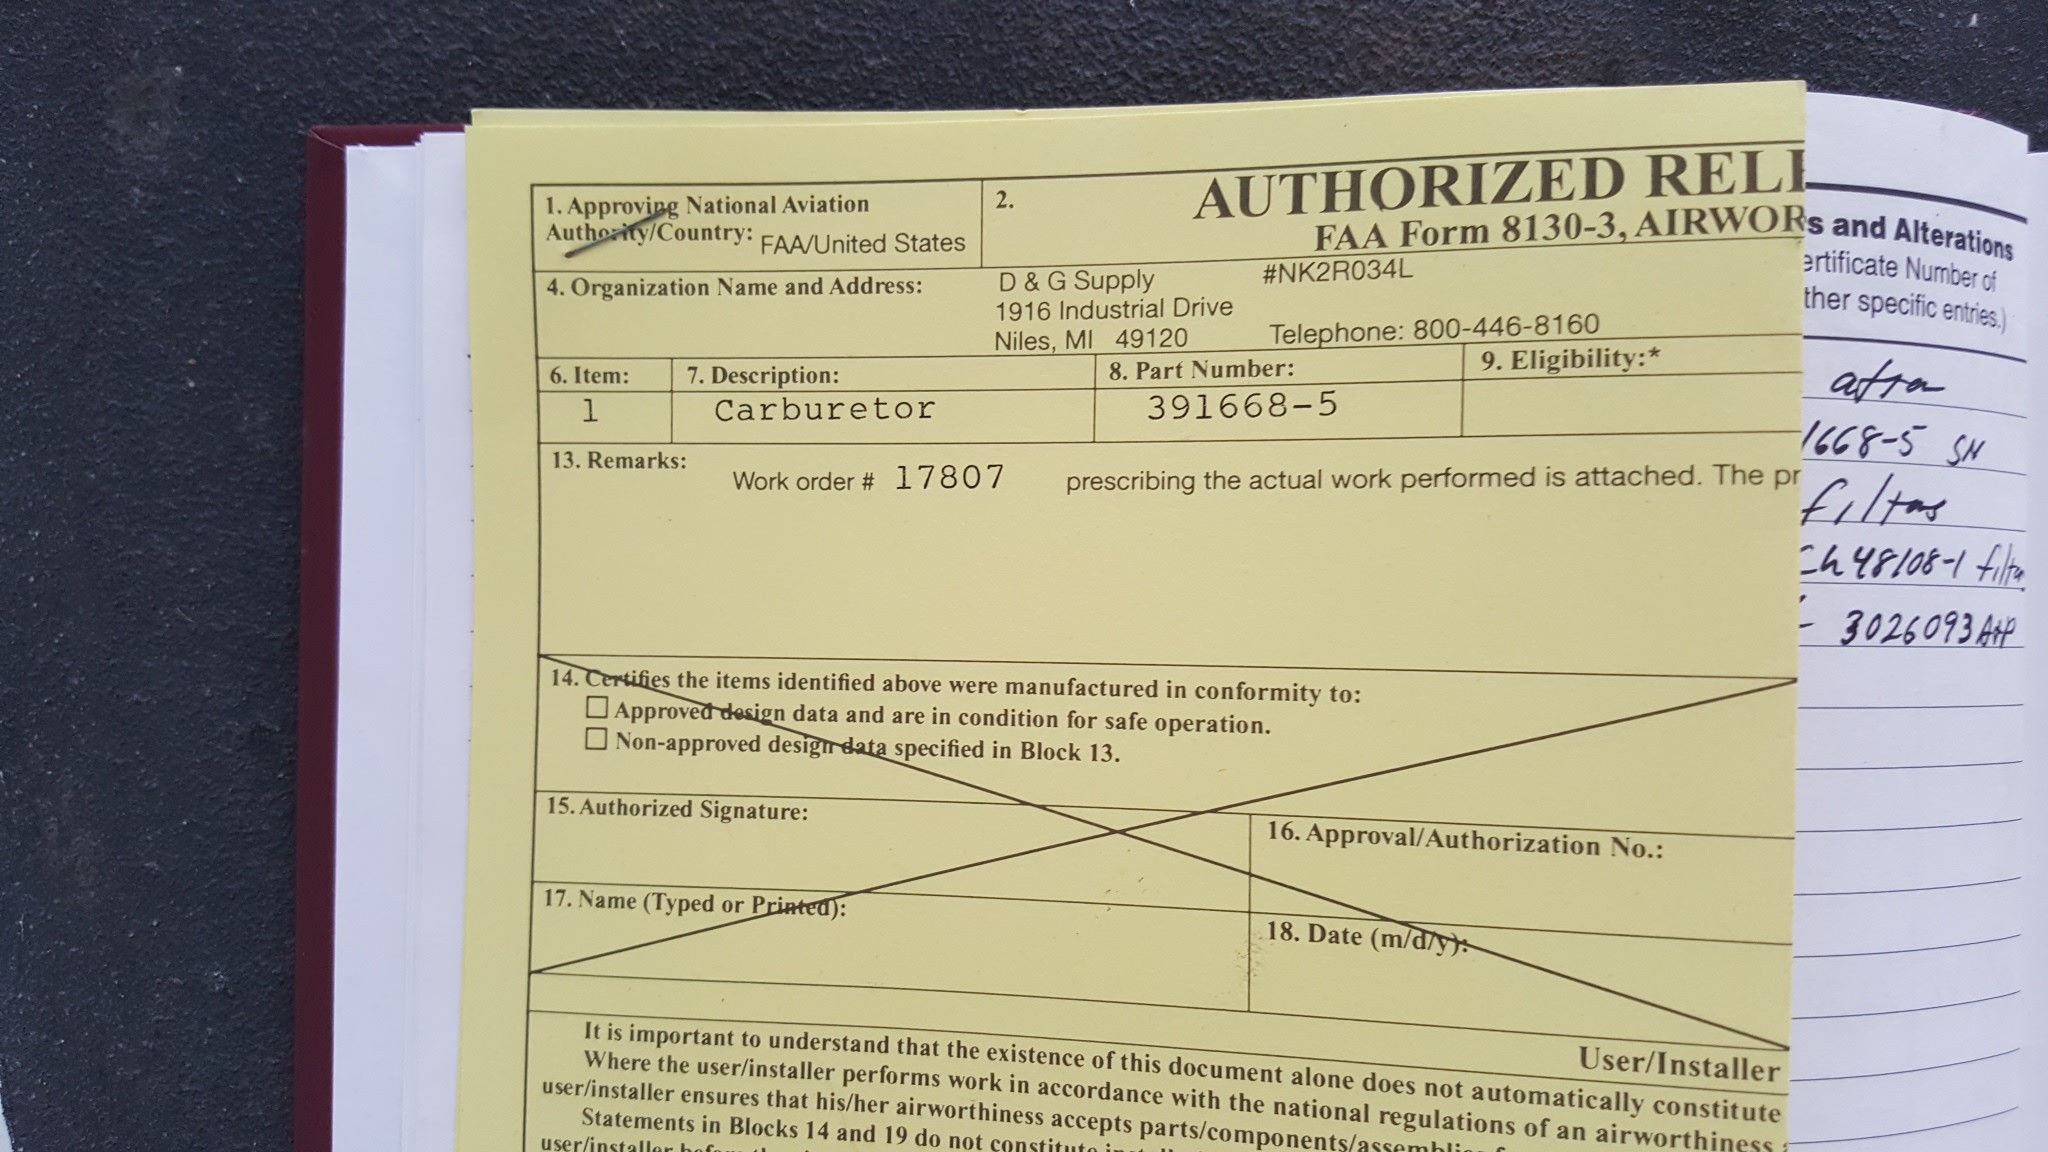 1. Approving National Aviation
Authority/Country: FAA/United States
2.
AUTHORIZED REL
FAA Form 8130-3, AIRWOR
4. Organization Name and Address:
D & G Supply #NK2R034L
1916 Industrial Drive
Niles, MI 49120 Telephone: 800-446-8160
6. Item: 7. Description: 8. Part Number: 9. Eligibility:*
1 Carburetor 391668-5
13. Remarks:
Work order # 17807 prescribing the actual work performed is attached. The pr
14. Certifies the items identified above were manufactured in conformity to:
Approved design data and are in condition for safe operation.
Non-approved design data specified in Block 13.
15. Authorized Signature:
16. Approval/Authorization No.:
17. Name (Typed or Printed):
18. Date (m/d/y):
User/Installer
It is important to understand that the existence of this document alone does not automatically constitute
Where the user/installer performs work in accordance with the national regulations of an airworthiness
user/installer ensures that his/her airworthiness accepts parts/components/assemblies
Statements in Blocks 14 and 19 do not constitute
user/installer
s and Alterations
ertificate Number of
ther specific entries.)
1668-5 SN
48108-1
3026093 A+P